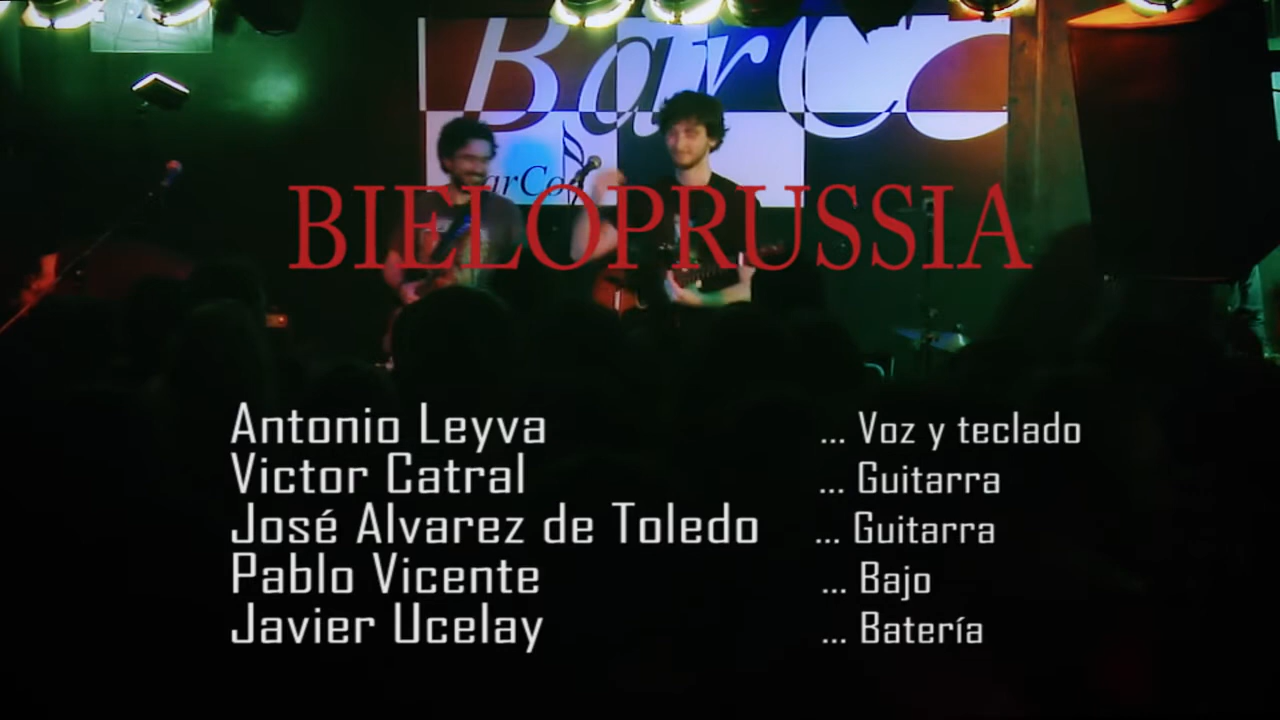 BarCo
arCo
BIELOPRUSSIA
Antonio Leyva ... Voz y teclado
Victor Catral ... Guitarra
José Alvarez de Toledo ... Guitarra
Pablo Vicente ... Bajo
Javier Ucelay ... Batería